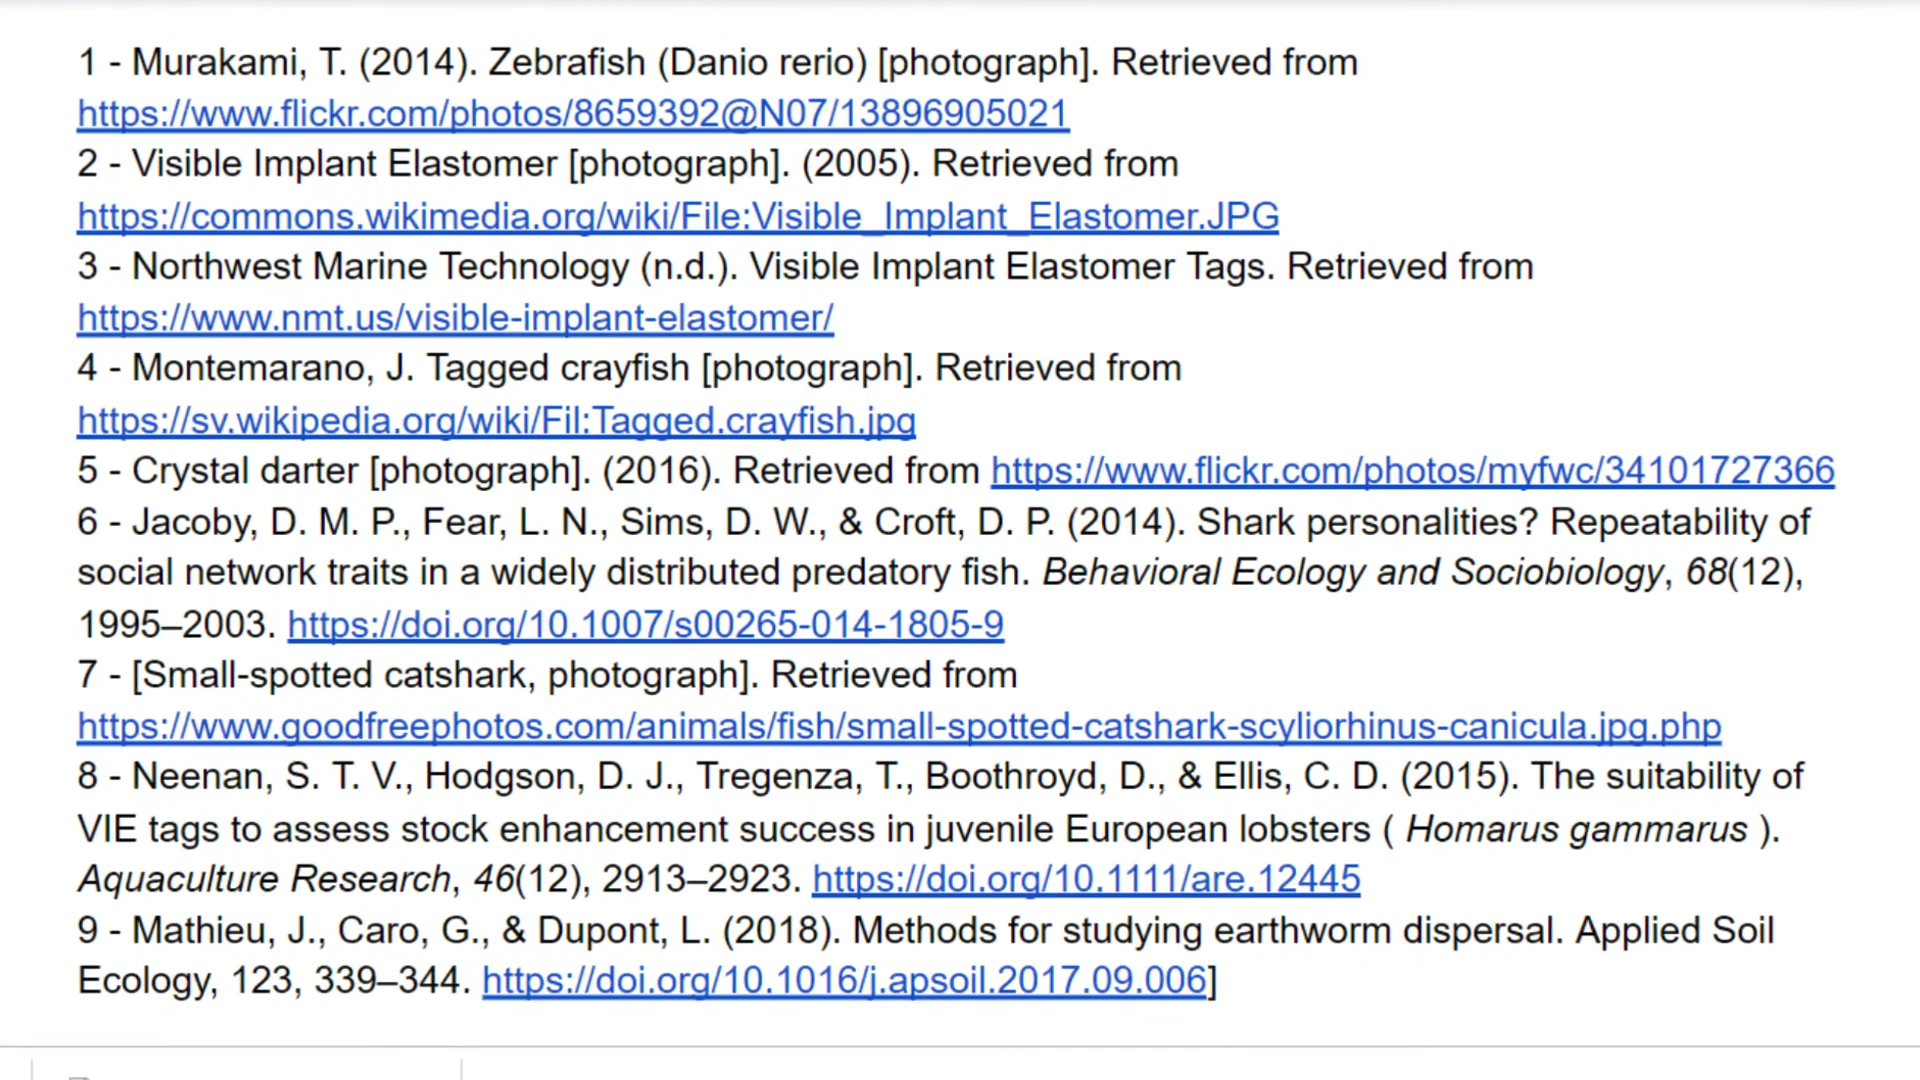 1 - Murakami, T. (2014). Zebrafish (Danio rerio) [photograph]. Retrieved from
https://www.flickr.com/photos/8659392@N07/13896905021
2 - Visible Implant Elastomer [photograph]. (2005). Retrieved from
https://commons.wikimedia.org/wiki/File:Visible_Implant_Elastomer.JPG
3 - Northwest Marine Technology (n.d.). Visible Implant Elastomer Tags. Retrieved from
https://www.nmt.us/visible-implant-elastomer/
4 - Montemarano, J. Tagged crayfish [photograph]. Retrieved from
https://sv.wikipedia.org/wiki/Fil:Tagged.crayfish.jpg
5 - Crystal darter [photograph]. (2016). Retrieved from https://www.flickr.com/photos/myfwc/34101727366
6 - Jacoby, D. M. P., Fear, L. N., Sims, D. W., & Croft, D. P. (2014). Shark personalities? Repeatability of
social network traits in a widely distributed predatory fish. Behavioral Ecology and Sociobiology, 68(12),
1995–2003. https://doi.org/10.1007/s00265-014-1805-9
7 - [Small-spotted catshark, photograph]. Retrieved from
https://www.goodfreephotos.com/animals/fish/small-spotted-catshark-scyliorhinus-canicula.jpg.php
8 - Neenan, S. T. V., Hodgson, D. J., Tregenza, T., Boothroyd, D., & Ellis, C. D. (2015). The suitability of
VIE tags to assess stock enhancement success in juvenile European lobsters ( Homarus gammarus ).
Aquaculture Research, 46(12), 2913–2923. https://doi.org/10.1111/are.12445
9 - Mathieu, J., Caro, G., & Dupont, L. (2018). Methods for studying earthworm dispersal. Applied Soil
Ecology, 123, 339–344. https://doi.org/10.1016/j.apsoil.2017.09.006]